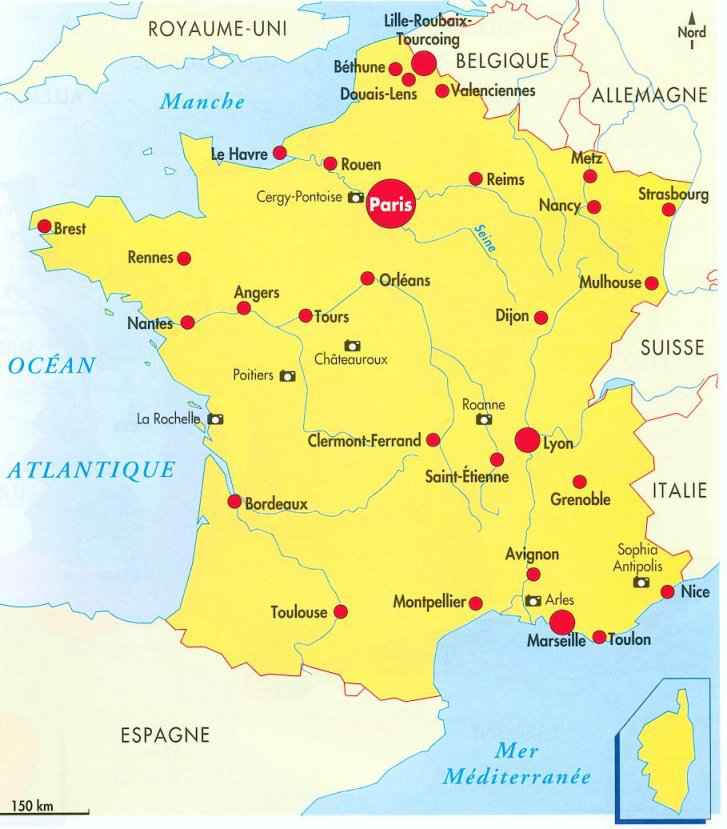 Lille-Roubaix-
Tourcoing
ROYAUME-UNI
Nord
BELGIQUE
Béthune
Douais-Lens
Valenciennes
ALLEMAGNE
Manche
Le Havre
Rouen
Metz
Reims
Cergy-Pontoise
Paris
Strasbourg
Nancy
Brest
Seine
Rennes
Orléans
Mulhouse
Angers
Nantes
Tours
Dijon
Châteauroux
SUISSE
OCÉAN
Poitiers
Roanne
La Rochelle
Clermont-Ferrand
Lyon
ATLANTIQUE
Saint-Étienne
ITALIE
Grenoble
Bordeaux
Avignon
Sophia
Antipolis
Nice
Montpellier
Arles
Toulouse
Marseille
Toulon
ESPAGNE
Mer
Méditerranée
150 km